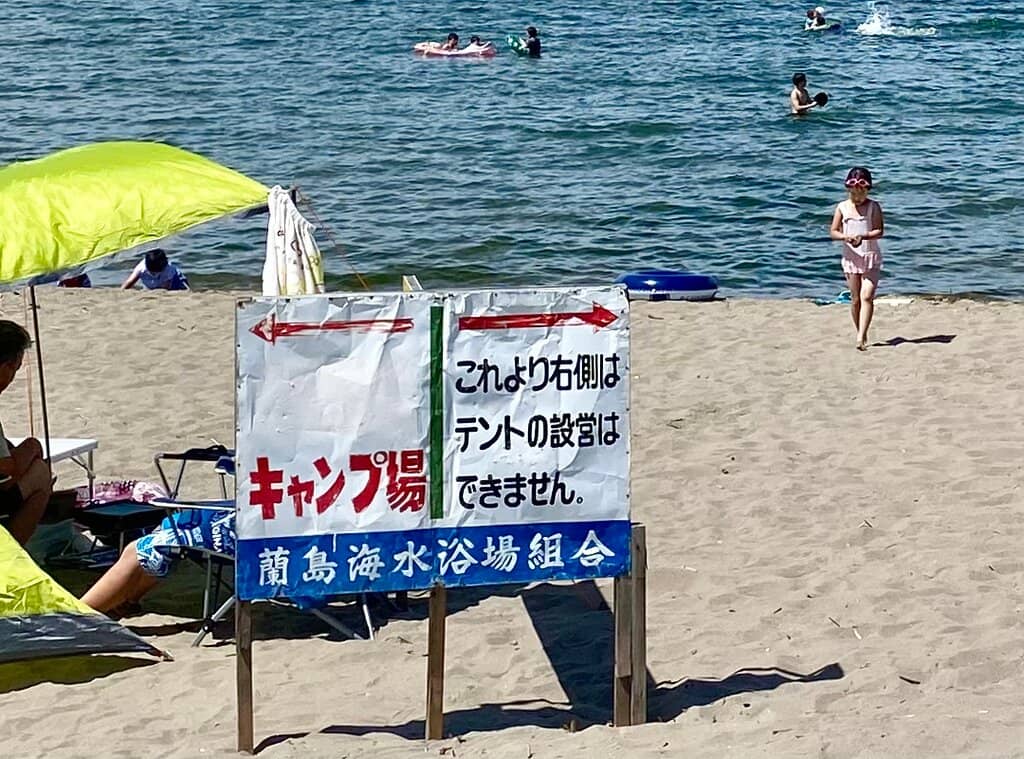 キャンプ場
これより右側は
テントの設営は
できません。
蘭島海水浴場組合